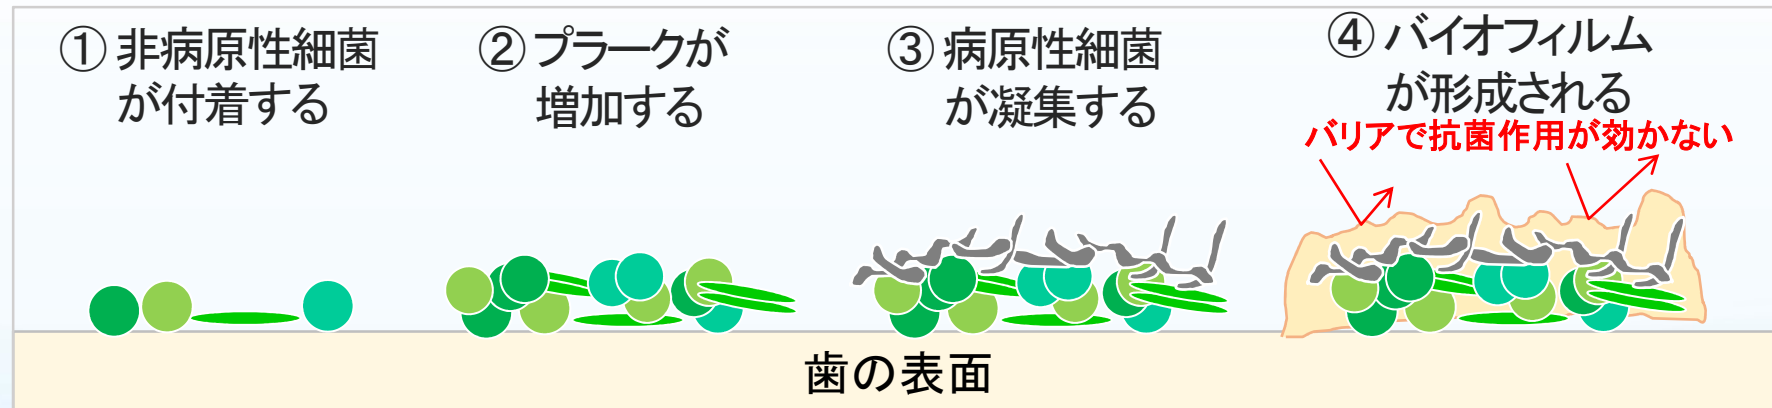 ① 非病原性細菌
が付着する
② プラークが
増加する
③ 病原性細菌
が凝集する
④ バイオフィルム
が形成される
バリアで抗菌作用が効かない
歯の表面